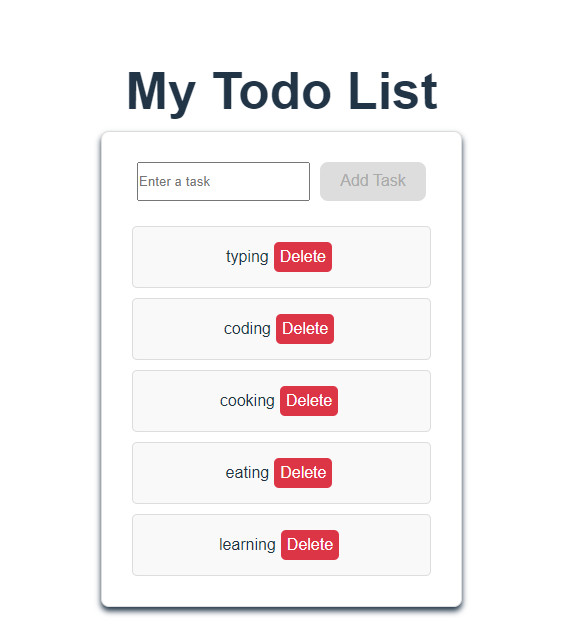 My Todo List
Enter a task Add Task
typing Delete
coding Delete
cooking Delete
eating Delete
learning Delete